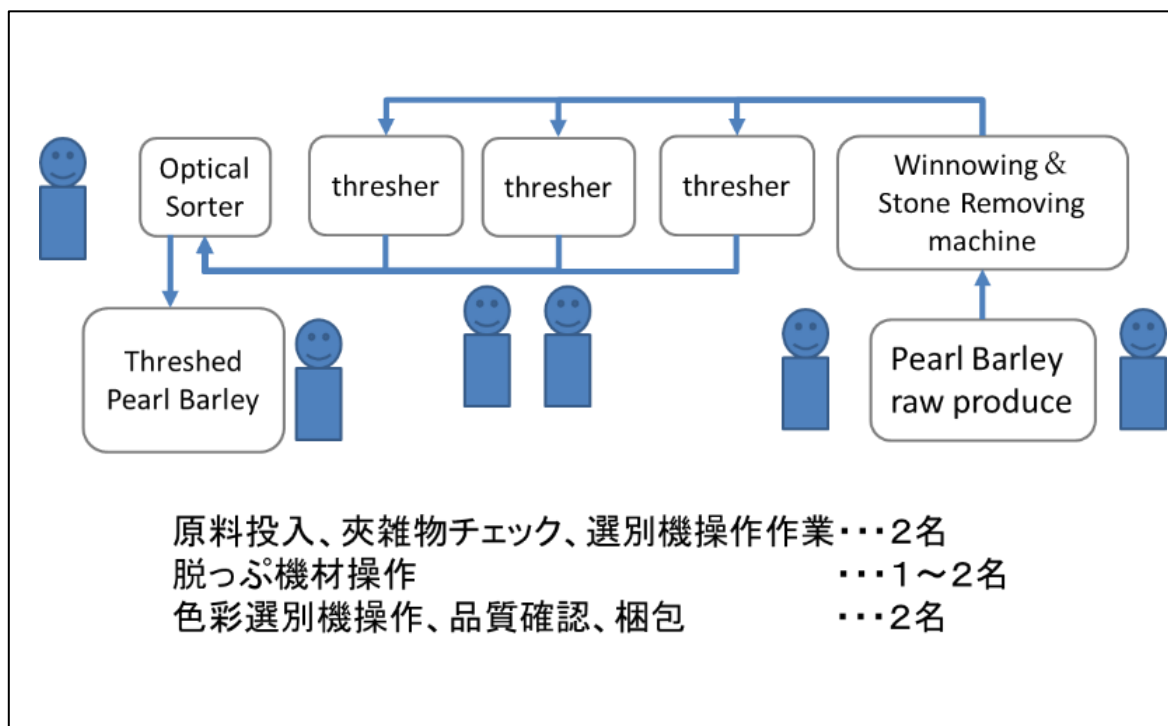 Optical
Sorter
thresher
thresher
thresher
Winnowing＆
Stone Removing
machine
Threshed
Pearl Barley
Pearl Barley
raw produce
原料投入、夾雑物チェック、選別機操作作業･･･２名
脱っぷ機材操作 ･･･１～２名
色彩選別機操作、品質確認、梱包 ･･･２名